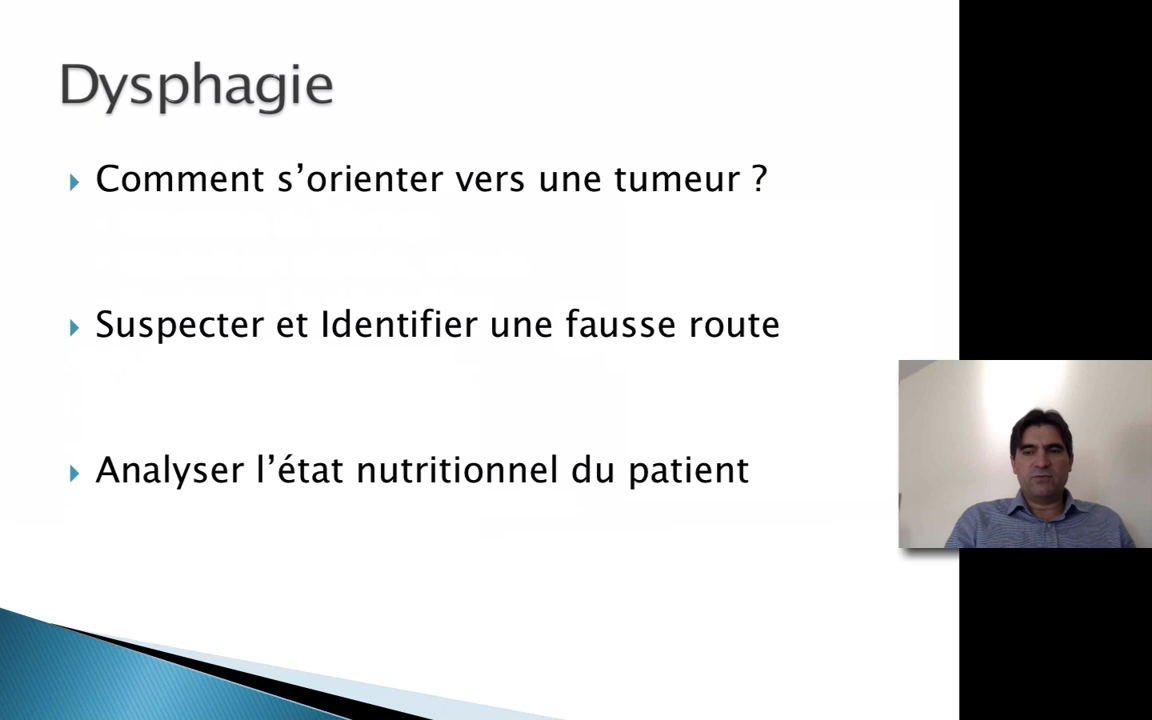 Dysphagie
Comment s’orienter vers une tumeur ?
Suspecter et Identifier une fausse route
Analyser l’état nutritionnel du patient